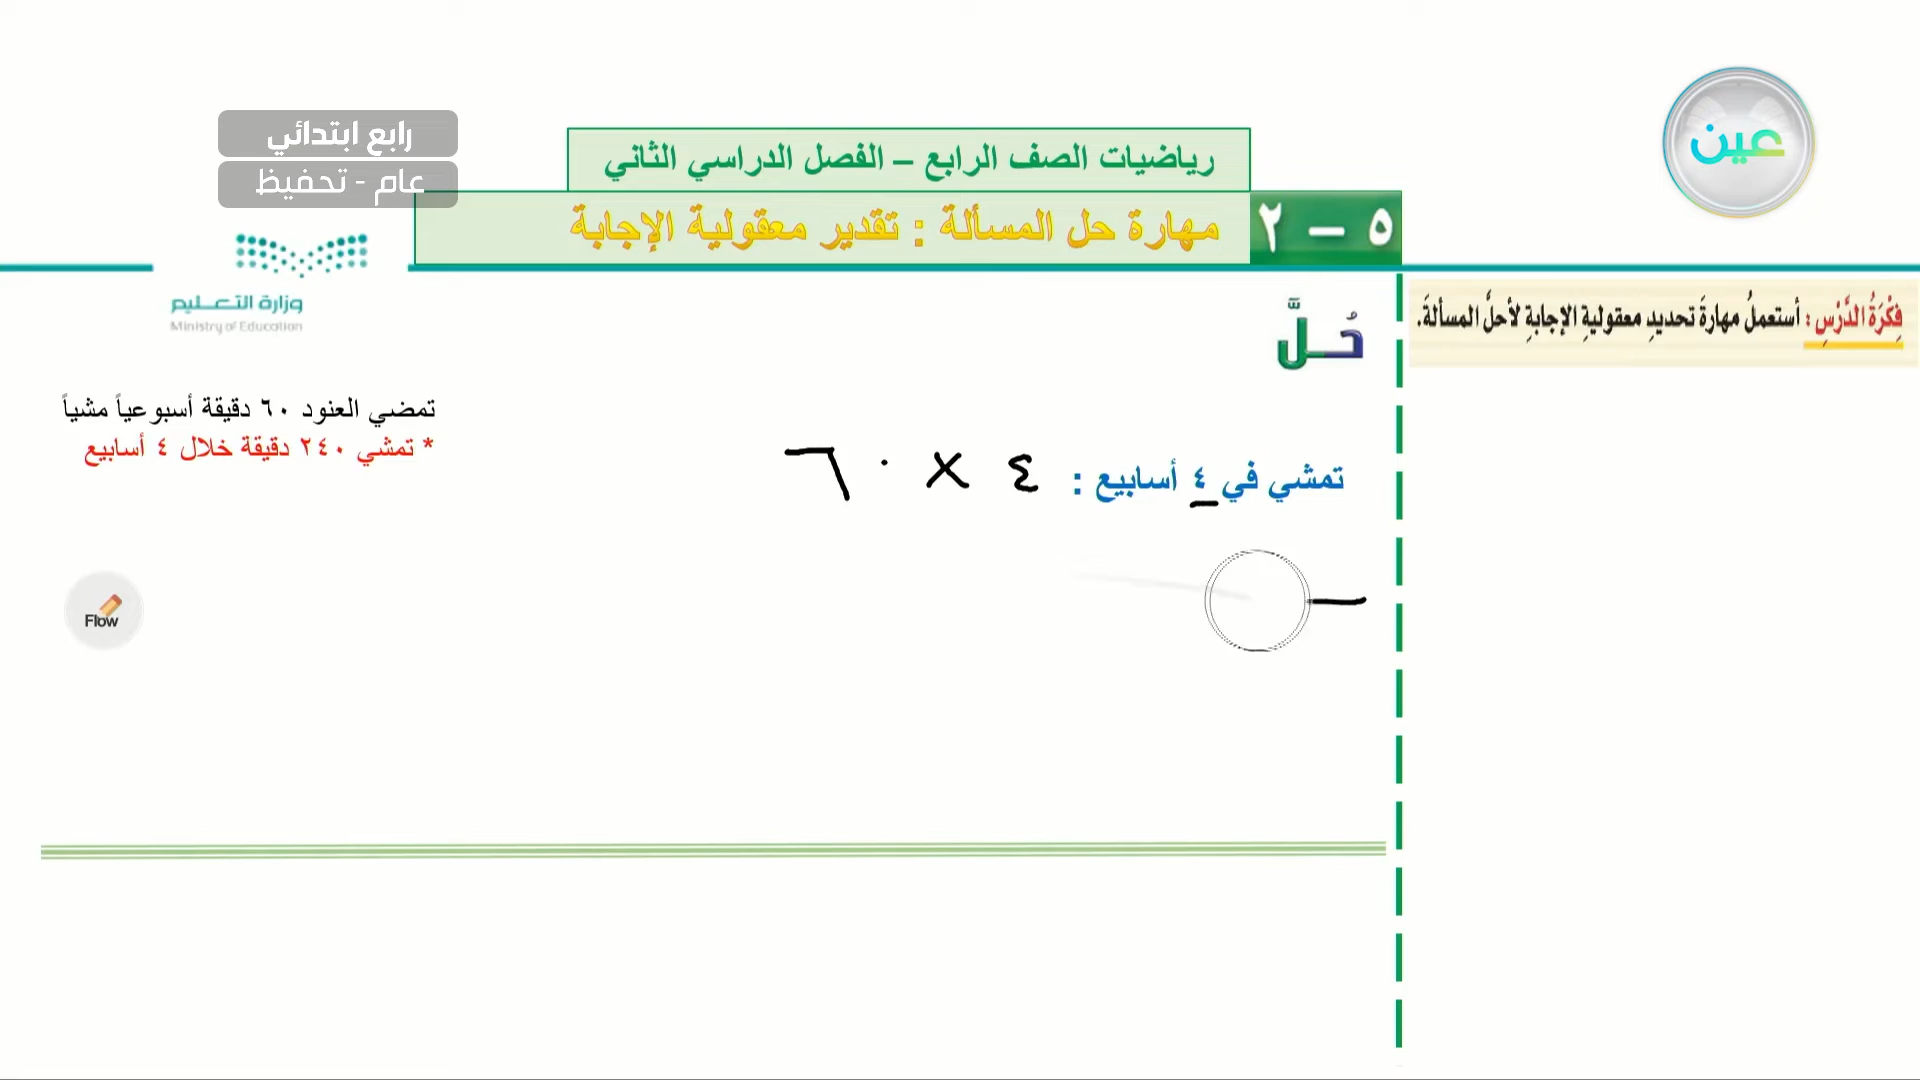 رابع ابتدائي
عام - تحفيظ
عين
رياضيات الصف الرابع – الفصل الدراسي الثاني
٥ – ٢ مهارة حل المسألة : تقدير معقولية الإجابة
وزارة التعليم
Ministry of Education
فِكْرَةُ الدَّرْسِ : أستعملُ مهارةَ تحديدِ معقوليةِ الإجابةِ لأحلَّ المسألةَ.
حُلَّ
تمضي العنود ٦٠ دقيقة أسبوعياً مشياً
* تمشي ٢٤٠ دقيقة خلال ٤ أسابيع
تمشي في ٤ أسابيع : ٤ × ٦٠
Flow